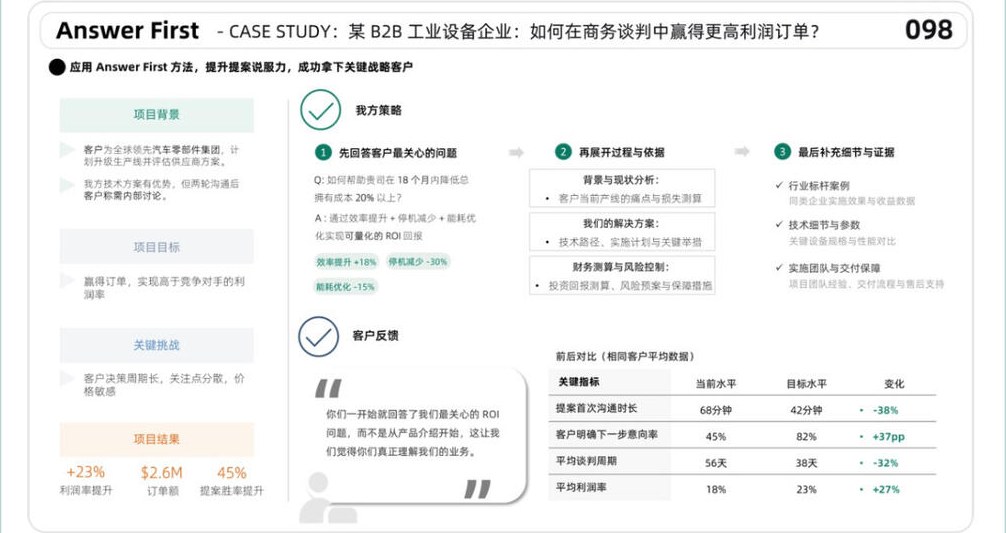 Answer First - CASE STUDY：某 B2B 工业设备企业：如何在商务谈判中赢得更高利润订单？
098
应用 Answer First 方法，提升提案说服力，成功拿下关键战略客户
项目背景
客户为全球领先汽车零部件集团，计
划升级生产线并评估供应商方案。
我方技术方案有优势，但两轮沟通后
客户称需内部讨论。
项目目标
赢得订单，实现高于竞争对手的利
润率
关键挑战
客户决策周期长，关注点分散，价
格敏感
项目结果
+23%
利润率提升
$2.6M
订单额
45%
提案胜率提升
我方策略
1 先回答客户最关心的问题
Q: 如何帮助贵司在 18 个月内降低总
拥有成本 20% 以上？
A : 通过效率提升 + 停机减少 + 能耗优
化实现可量化的 ROI 回报
效率提升 +18%
停机减少 -30%
能耗优化 -15%
2 再展开过程与依据
背景与现状分析：
• 客户当前产线的痛点与损失测算
我们的解决方案：
• 技术路径、实施计划与关键举措
财务测算与风险控制：
• 投资回报测算、风险预案与保障措施
3 最后补充细节与证据
✓ 行业标杆案例
同类企业实施效果与收益数据
✓ 技术细节与参数
关键设备规格与性能对比
✓ 实施团队与交付保障
项目团队经验、交付流程与售后支持
客户反馈
你们一开始就回答了我们最关心的 ROI
问题，而不是从产品介绍开始，这让我
们觉得你们真正理解我们的业务。
前后对比（相同客户平均数据）
关键指标 当前水平 目标水平 变化
提案首次沟通时长 68分钟 42分钟 • -38%
客户明确下一步意向率 45% 82% • +37pp
平均谈判周期 56天 38天 • -32%
平均利润率 18% 23% • +27%